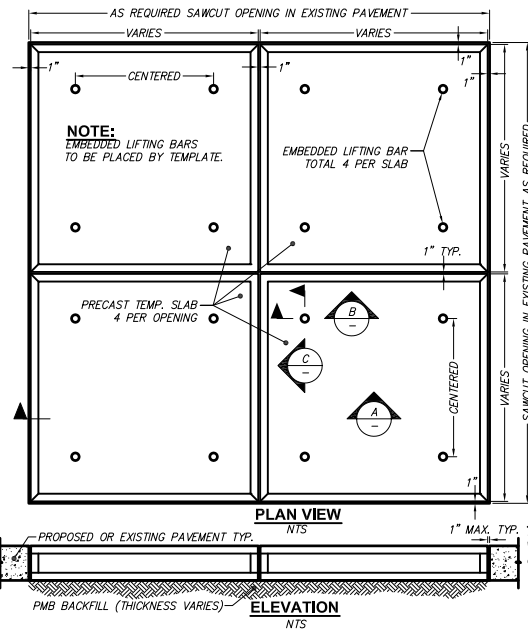 AS REQUIRED SAWCUT OPENING IN EXISTING PAVEMENT
VARIES
VARIES
1"
CENTERED
1"
1"
1"
NOTE:
EMBEDDED LIFTING BARS
TO BE PLACED BY TEMPLATE.
EMBEDDED LIFTING BAR
TOTAL 4 PER SLAB
VARIES
SAWCUT OPENING IN EXISTING PAVEMENT AS REQUIRED
1" TYP.
PRECAST TEMP. SLAB
4 PER OPENING
B
–
C
–
A
–
CENTERED
VARIES
1"
PLAN VIEW
NTS
1" MAX. TYP.
PROPOSED OR EXISTING PAVEMENT TYP.
PMB BACKFILL (THICKNESS VARIES)
ELEVATION
NTS